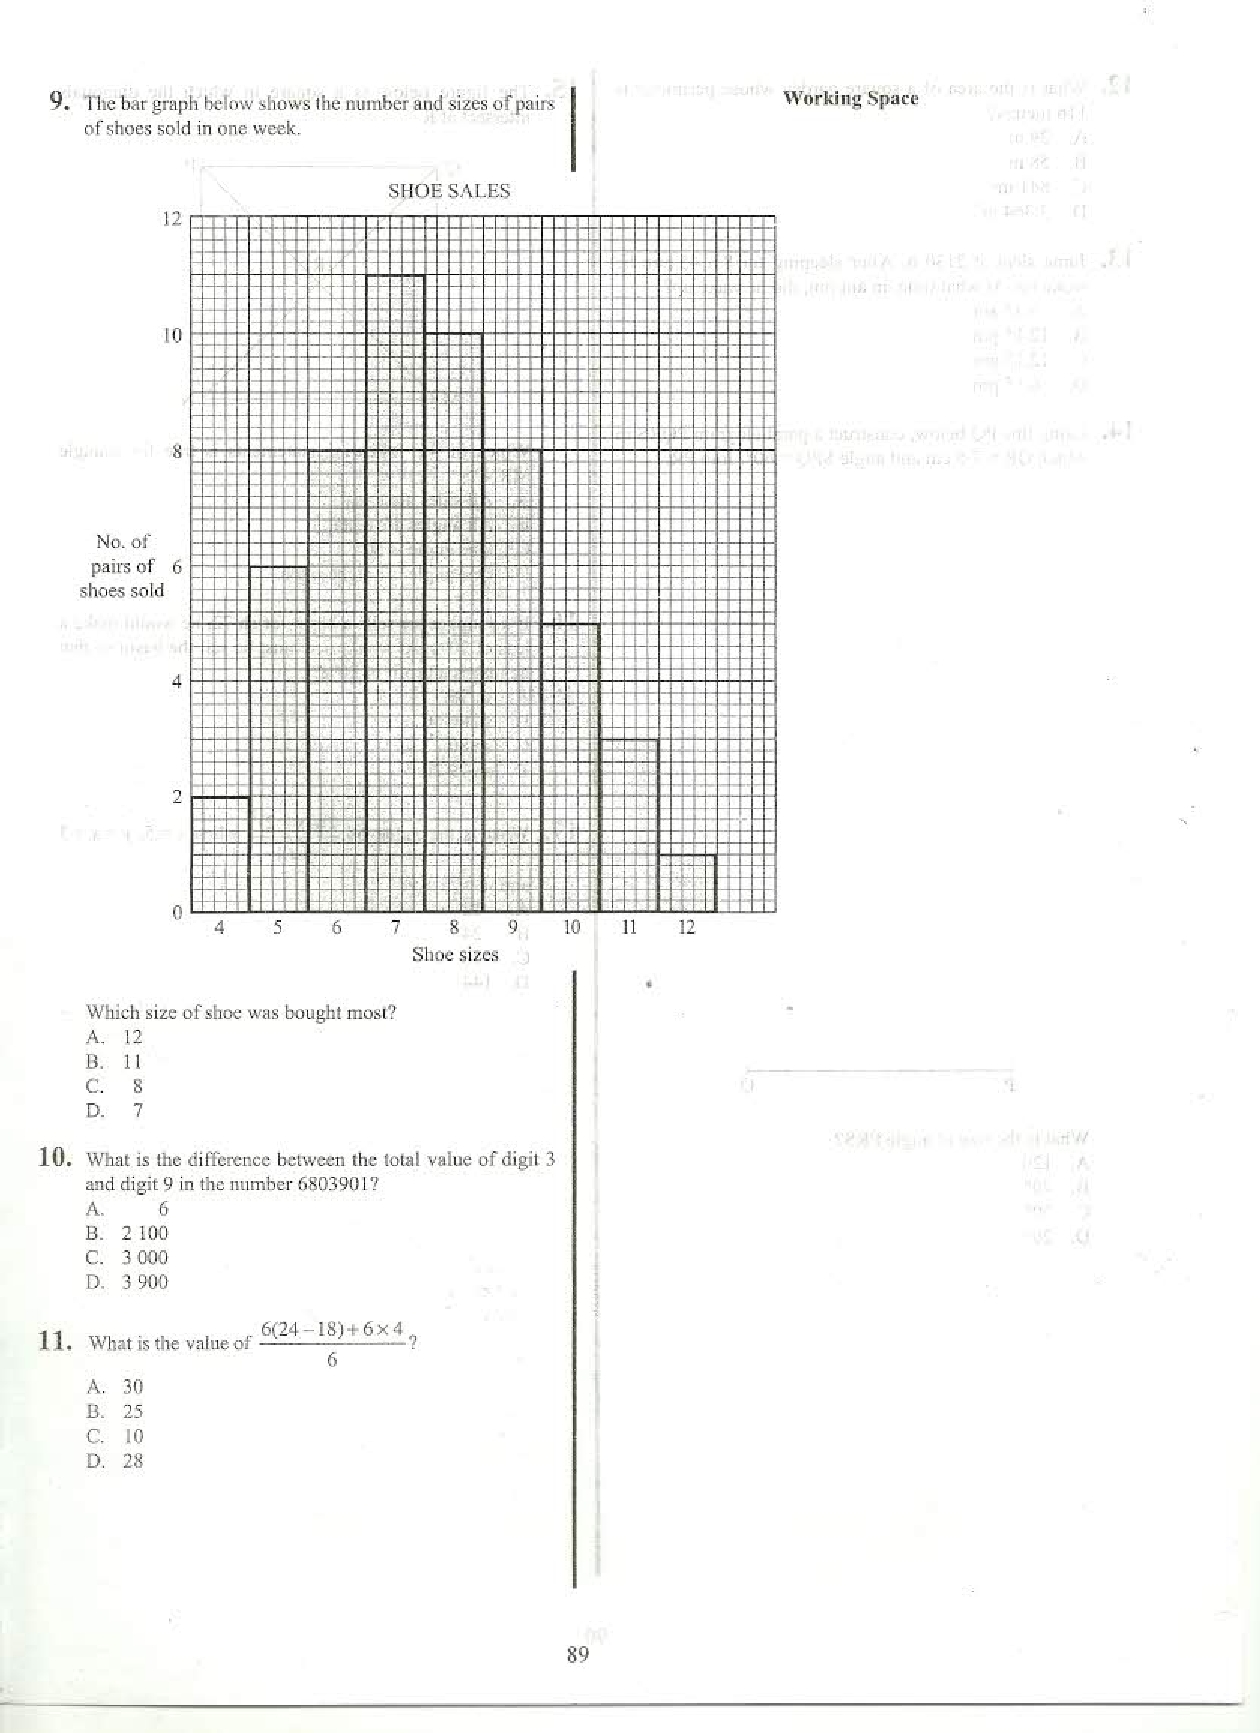 9. The bar graph below shows the number and sizes of pairs
of shoes sold in one week.
Working Space
SHOE SALES
12
10
8
6
4
2
0
No. of
pairs of
shoes sold
4 5 6 7 8 9 10 11 12
Shoe sizes
Which size of shoe was bought most?
A. 12
B. 11
C. 8
D. 7
10. What is the difference between the total value of digit 3
and digit 9 in the number 6803901?
A. 6
B. 2 100
C. 3 000
D. 3 900
11. What is the value of 6(24−18)+6×4 / 6 ?
A. 30
B. 25
C. 10
D. 28
89